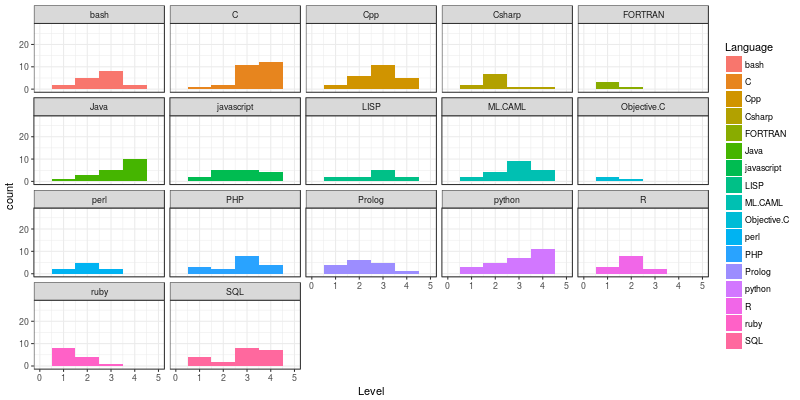 bash C Cpp Csharp FORTRAN
20
10
0
Java javascript LISP ML.CAML Objective.C
20
10
0
perl PHP Prolog python R
20
10
0
0 1 2 3 4 5 0 1 2 3 4 5 0 1 2 3 4 5
ruby SQL
20
10
0
0 1 2 3 4 5 0 1 2 3 4 5
Level
count
Language
bash
C
Cpp
Csharp
FORTRAN
Java
javascript
LISP
ML.CAML
Objective.C
perl
PHP
Prolog
python
R
ruby
SQL